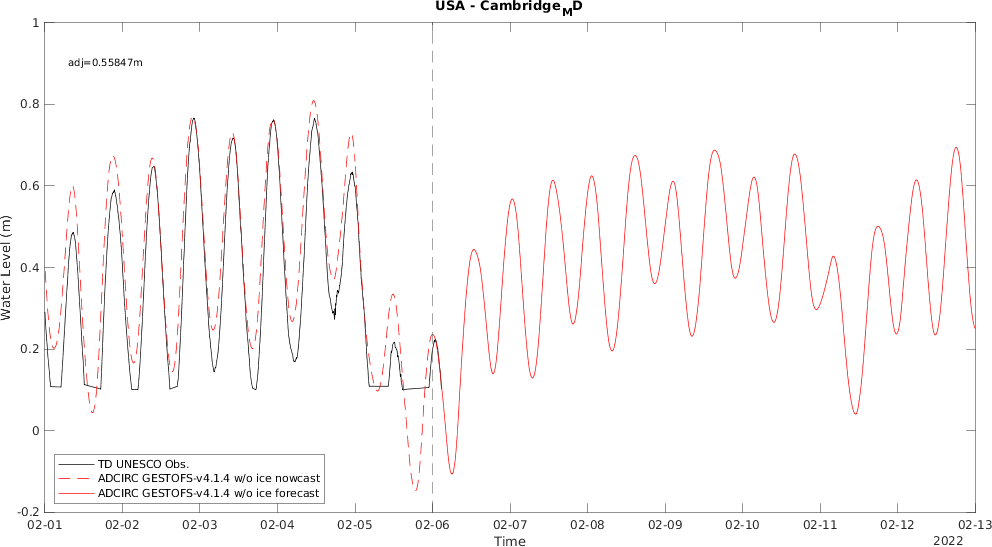 USA - Cambridge_MD
adj=0.55847m
1
0.8
0.6
0.4
0.2
0
-0.2
Water Level (m)
TD UNESCO Obs.
ADCIRC GESTOFS-v4.1.4 w/o ice nowcast
ADCIRC GESTOFS-v4.1.4 w/o ice forecast
02-01 02-02 02-03 02-04 02-05 02-06 02-07 02-08 02-09 02-10 02-11 02-12 02-13
Time
2022